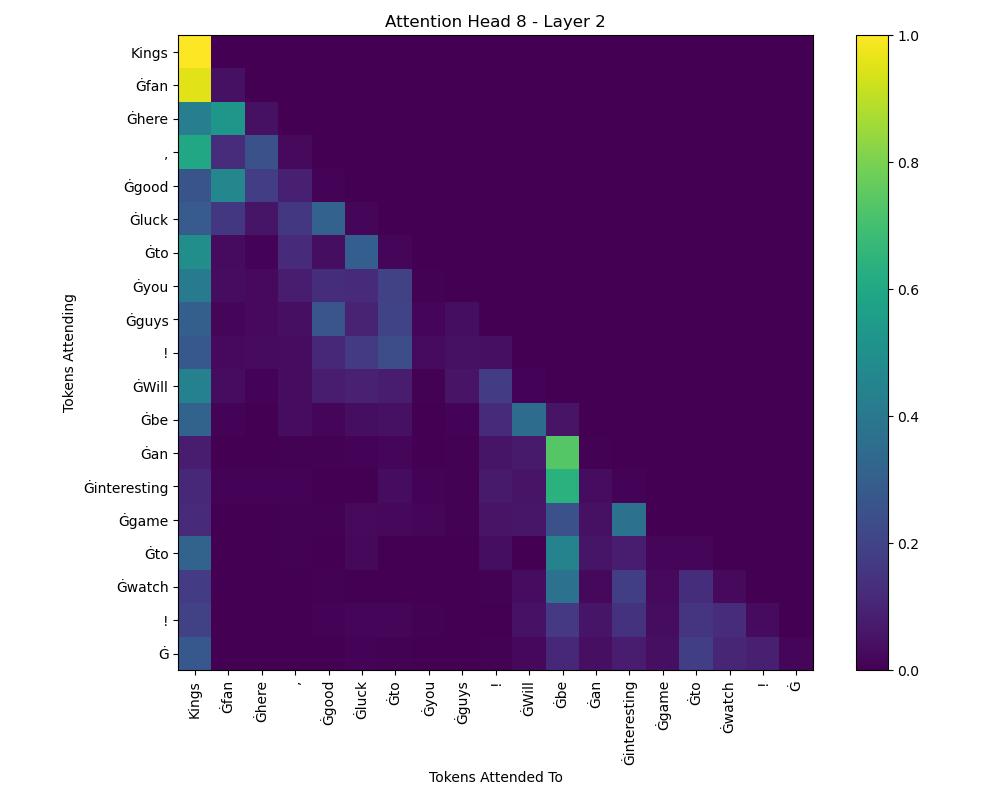 Attention Head 8 - Layer 2
Tokens Attending
Kings
Ġfan
Ġhere
,
Ġgood
Ġluck
Ġto
Ġyou
Ġguys
!
ĠWill
Ġbe
Ġan
Ġinteresting
Ġgame
Ġto
Ġwatch
!
Ġ
Kings
Ġfan
Ġhere
,
Ġgood
Ġluck
Ġto
Ġyou
Ġguys
!
ĠWill
Ġbe
Ġan
Ġinteresting
Ġgame
Ġto
Ġwatch
!
Ġ
Tokens Attended To
1.0
0.8
0.6
0.4
0.2
0.0